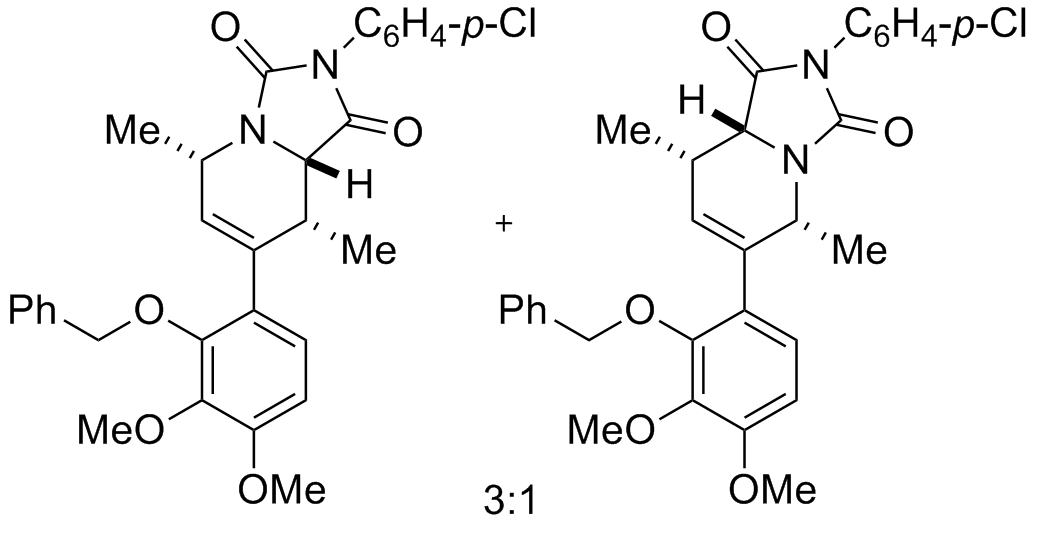 O N C6H4-p-Cl O N C6H4-p-Cl
Me N O H Me N O
H
Me Me
+
Ph O Ph O
MeO MeO
OMe 3:1 OMe